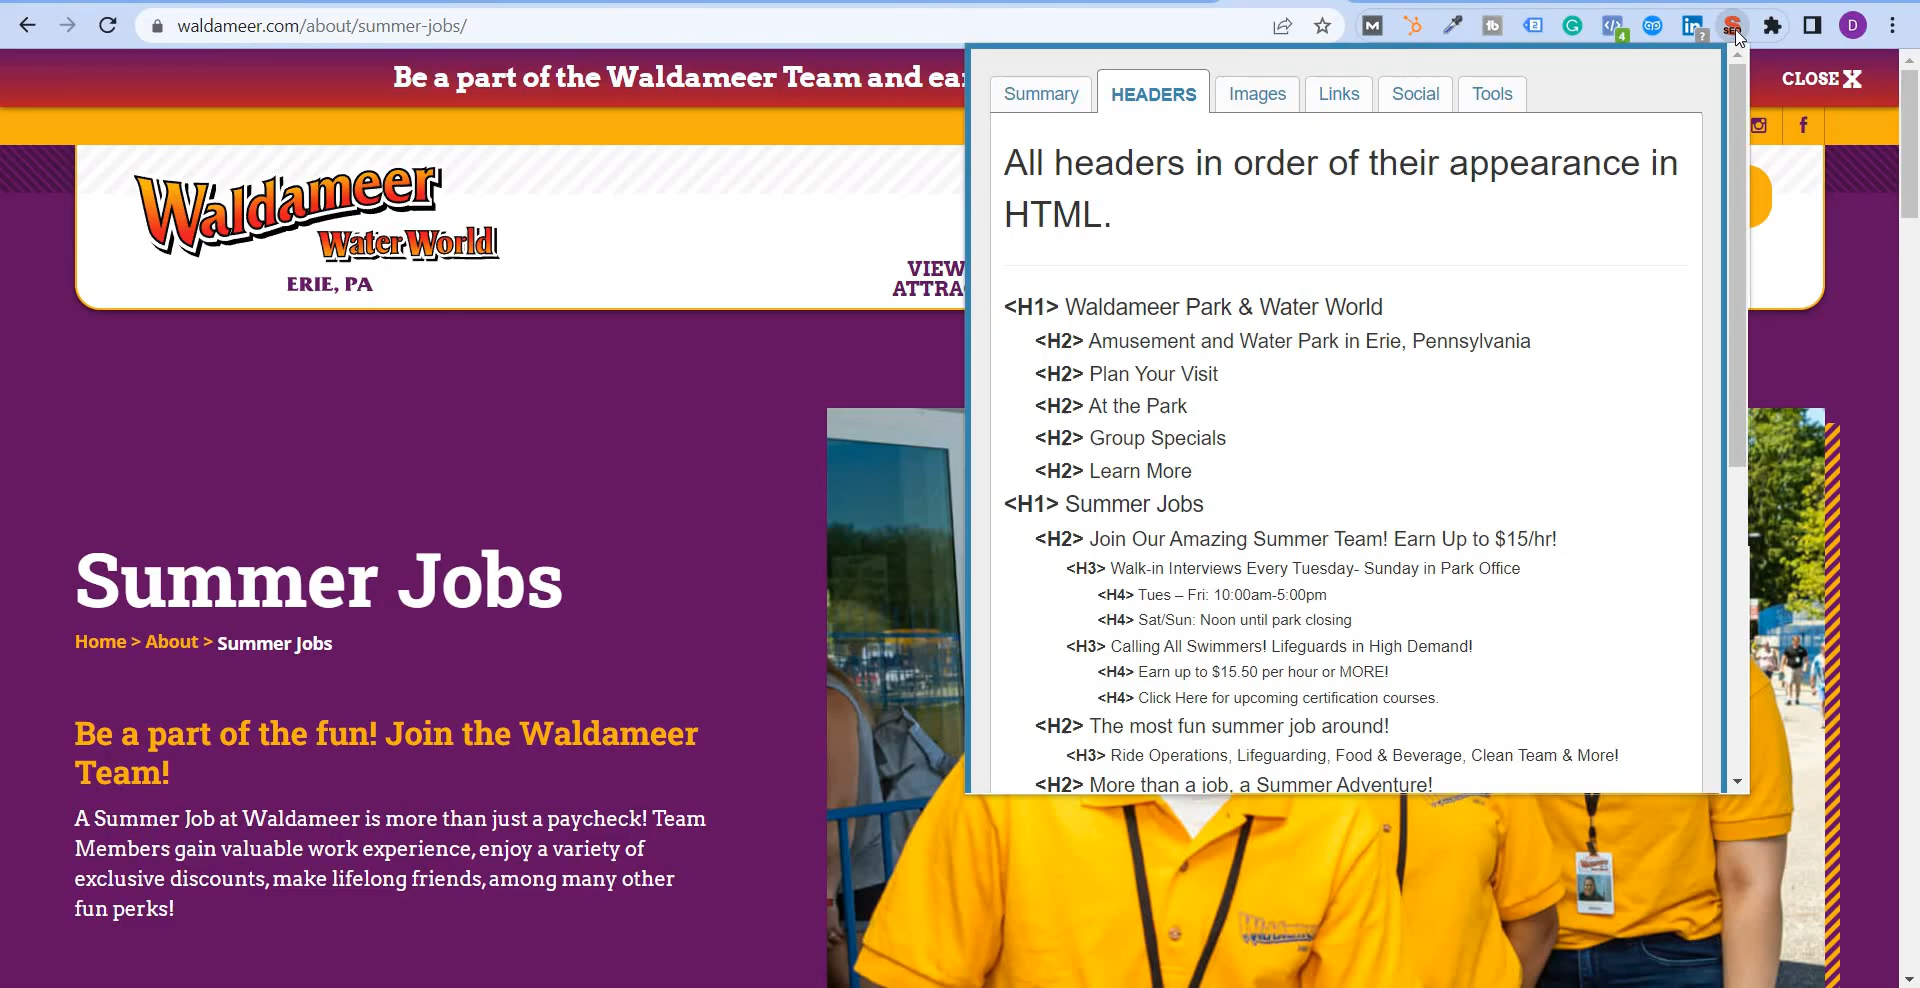 waldameer.com/about/summer-jobs/
M
tb
2
G
4
in
?
S
SEO
D
Be a part of the Waldameer Team and ea
CLOSE X
Summary
HEADERS
Images
Links
Social
Tools
Waldameer
Water World
ERIE, PA
VIEW
ATTRA
All headers in order of their appearance in
HTML.
<H1> Waldameer Park & Water World
<H2> Amusement and Water Park in Erie, Pennsylvania
<H2> Plan Your Visit
<H2> At the Park
<H2> Group Specials
<H2> Learn More
<H1> Summer Jobs
<H2> Join Our Amazing Summer Team! Earn Up to $15/hr!
<H3> Walk-in Interviews Every Tuesday- Sunday in Park Office
<H4> Tues – Fri: 10:00am-5:00pm
<H4> Sat/Sun: Noon until park closing
<H3> Calling All Swimmers! Lifeguards in High Demand!
<H4> Earn up to $15.50 per hour or MORE!
<H4> Click Here for upcoming certification courses.
<H2> The most fun summer job around!
<H3> Ride Operations, Lifeguarding, Food & Beverage, Clean Team & More!
<H2> More than a job, a Summer Adventure!
Summer Jobs
Home > About > Summer Jobs
Be a part of the fun! Join the Waldameer
Team!
A Summer Job at Waldameer is more than just a paycheck! Team
Members gain valuable work experience, enjoy a variety of
exclusive discounts, make lifelong friends, among many other
fun perks!